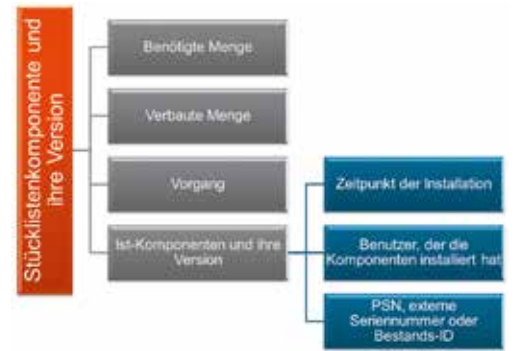 Stücklistenkomponente und
ihre Version
Benötigte Menge
Verbaute Menge
Vorgang
Ist-Komponenten und ihre
Version
Zeitpunkt der Installation
Benutzer, der die
Komponenten installiert hat
PSN, externe
Seriennummer oder
Bestands-ID